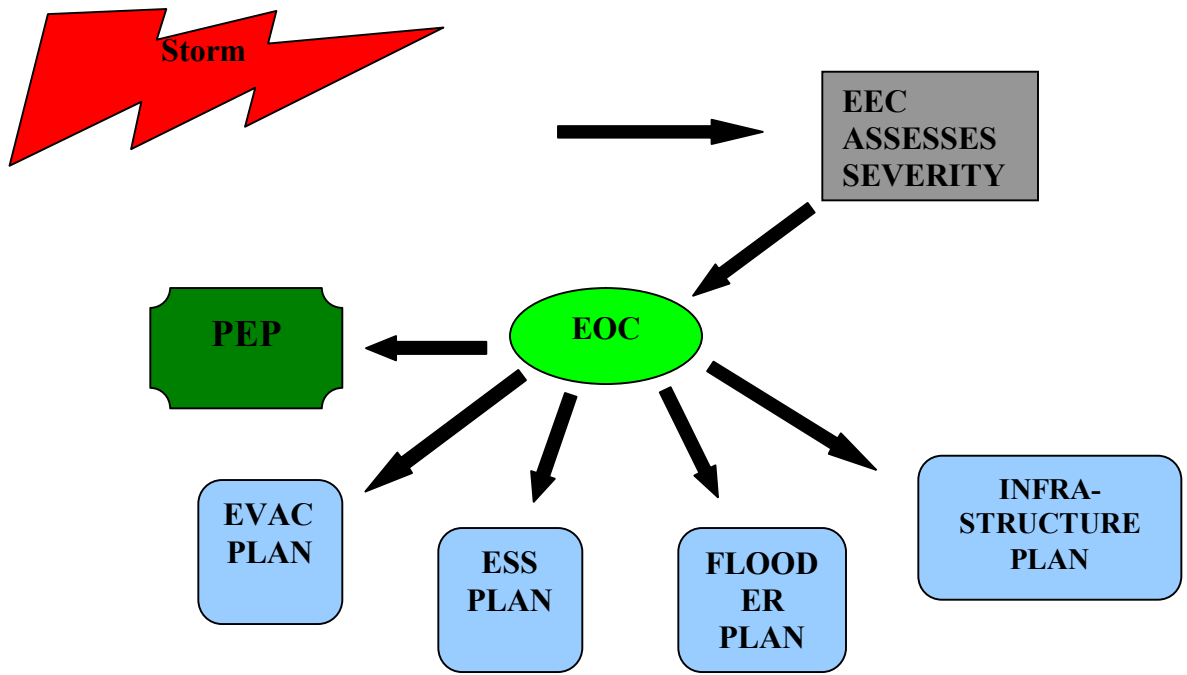 Storm
EEC
ASSESSES
SEVERITY
PEP
EOC
EVAC
PLAN
ESS
PLAN
FLOOD
ER
PLAN
INFRA-
STRUCTURE
PLAN